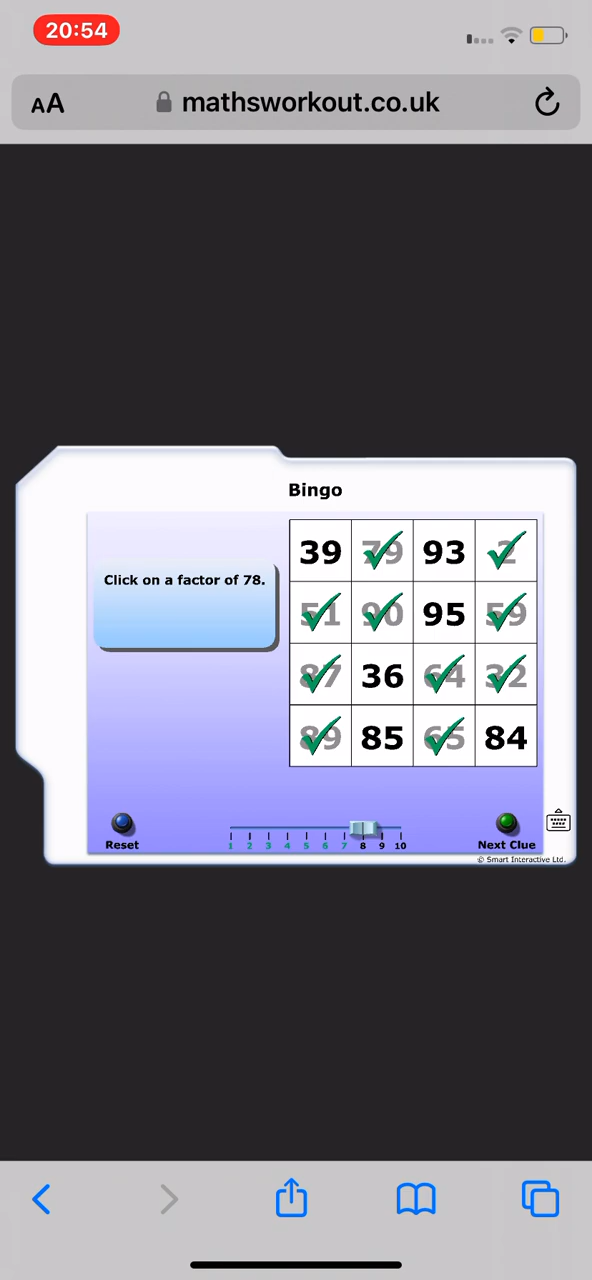 20:54
AA mathsworkout.co.uk
Bingo
Click on a factor of 78.
39 79 93 2
51 90 95 59
87 36 64 32
89 85 65 84
Reset
1 2 3 4 5 6 7 8 9 10
Next Clue
© Smart Interactive Ltd.